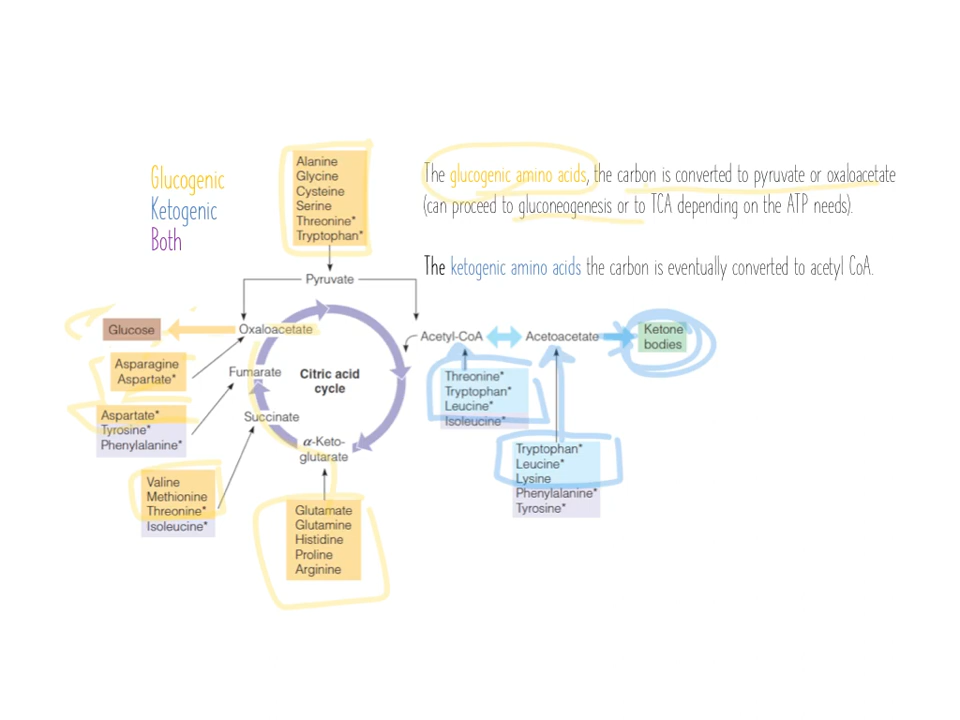 Glucogenic
Ketogenic
Both
Alanine
Glycine
Cysteine
Serine
Threonine*
Tryptophan*
The glucogenic amino acids, the carbon is converted to pyruvate or oxaloacetate
(can proceed to gluconeogenesis or to TCA depending on the ATP needs).
The ketogenic amino acids the carbon is eventually converted to acetyl CoA.
Pyruvate
Glucose
Oxaloacetate
Acetyl-CoA
Acetoacetate
Ketone
bodies
Asparagine
Aspartate*
Fumarate
Citric acid
cycle
Threonine*
Tryptophan*
Leucine*
Isoleucine*
Aspartate*
Tyrosine*
Phenylalanine*
Succinate
α-Keto-
glutarate
Tryptophan*
Leucine*
Lysine
Phenylalanine*
Tyrosine*
Valine
Methionine
Threonine*
Isoleucine*
Glutamate
Glutamine
Histidine
Proline
Arginine